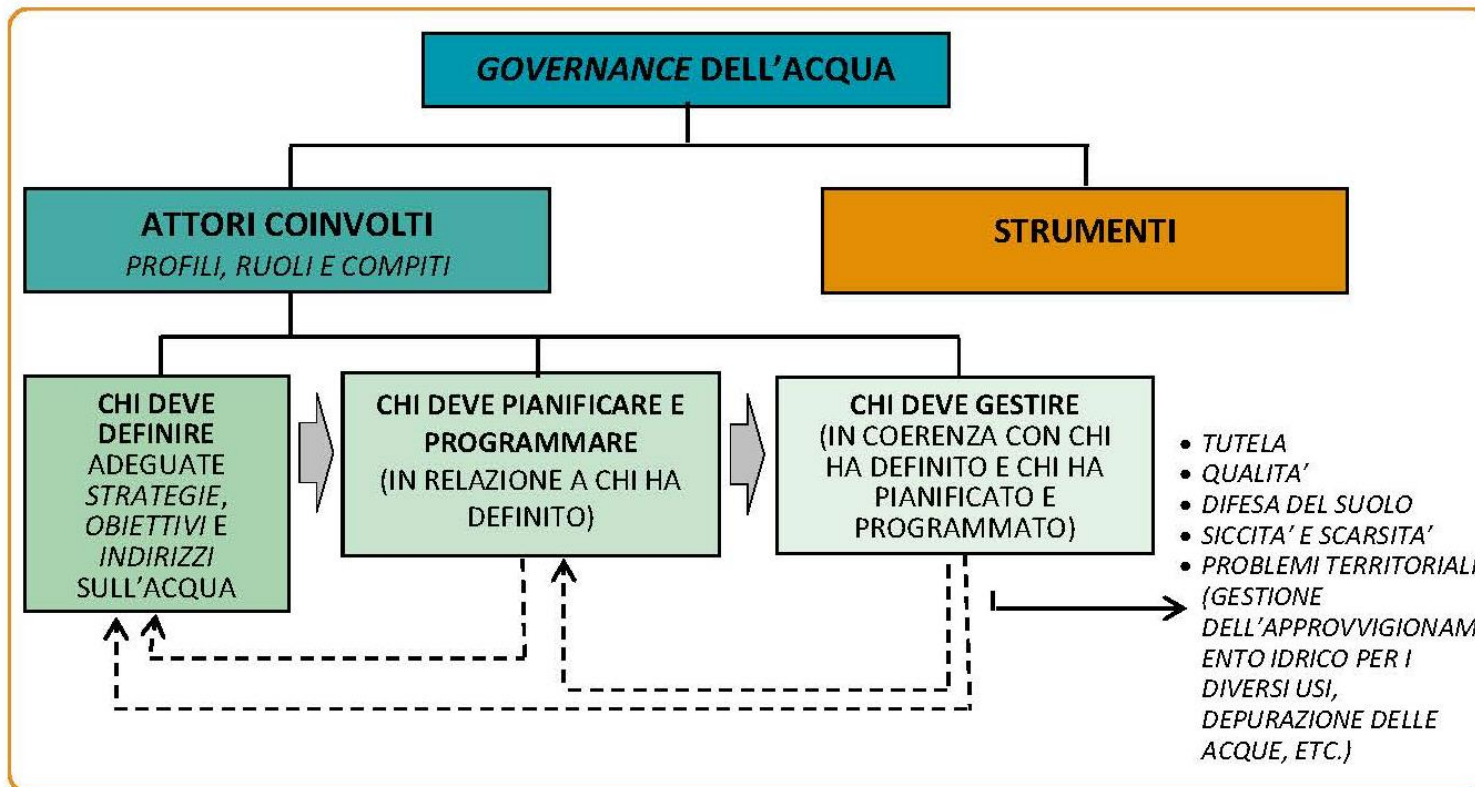 GOVERNANCE DELL'ACQUA
ATTORI COINVOLTI
PROFILI, RUOLI E COMPITI
STRUMENTI
CHI DEVE
DEFINIRE
ADEGUATE
STRATEGIE,
OBIETTIVI E
INDIRIZZI
SULL'ACQUA
CHI DEVE PIANIFICARE E
PROGRAMMARE
(IN RELAZIONE A CHI HA
DEFINITO)
CHI DEVE GESTIRE
(IN COERENZA CON CHI
HA DEFINITO E CHI HA
PIANIFICATO E
PROGRAMMATO)
• TUTELA
• QUALITA'
• DIFESA DEL SUOLO
• SICCITA' E SCARSITA'
• PROBLEMI TERRITORIALI
(GESTIONE
DELL'APPROVVIGIONAM
ENTO IDRICO PER I
DIVERSI USI,
DEPURAZIONE DELLE
ACQUE, ETC.)